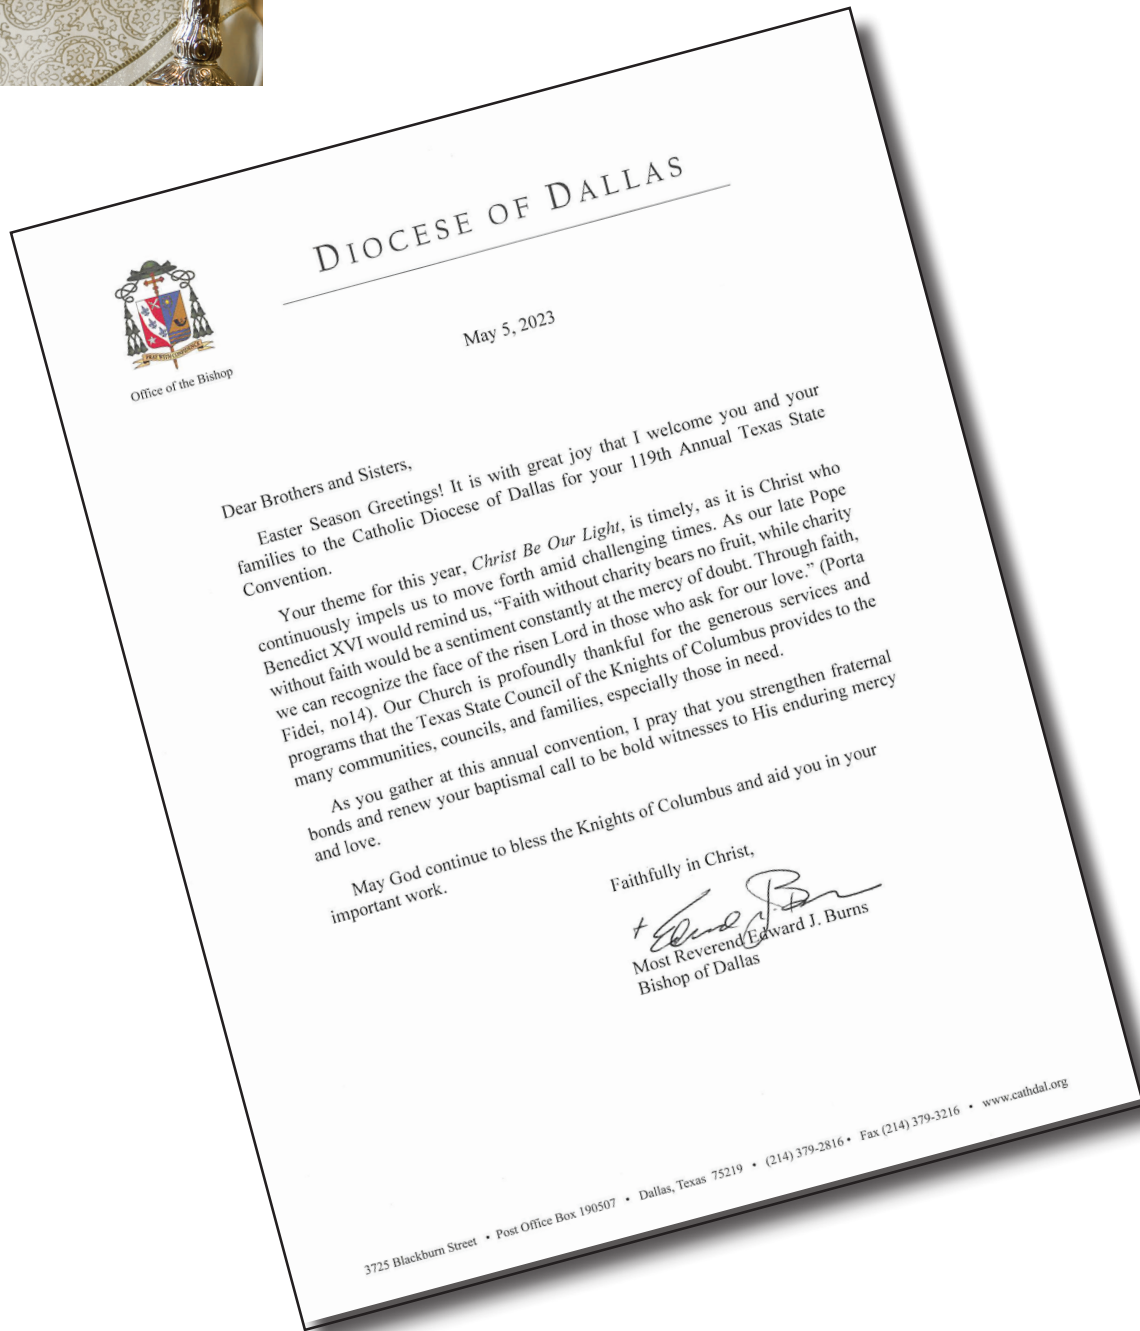 DIOCESE OF DALLAS
PRAY WITH CONFIDENCE
Office of the Bishop
May 5, 2023
Dear Brothers and Sisters,
Easter Season Greetings! It is with great joy that I welcome you and your
families to the Catholic Diocese of Dallas for your 119th Annual Texas State
Convention.
Your theme for this year, Christ Be Our Light, is timely, as it is Christ who
continuously impels us to move forth amid challenging times. As our late Pope
Benedict XVI would remind us, “Faith without charity bears no fruit, while charity
without faith would be a sentiment constantly at the mercy of doubt. Through faith,
we can recognize the face of the risen Lord in those who ask for our love.” (Porta
Fidei, no14). Our Church is profoundly thankful for the generous services and
programs that the Texas State Council of the Knights of Columbus provides to the
many communities, councils, and families, especially those in need.
As you gather at this annual convention, I pray that you strengthen fraternal
bonds and renew your baptismal call to be bold witnesses to His enduring mercy
and love.
May God continue to bless the Knights of Columbus and aid you in your
important work.
Faithfully in Christ,
Most Reverend Edward J. Burns
Bishop of Dallas
3725 Blackburn Street • Post Office Box 190507 • Dallas, Texas 75219 • (214) 379-2816 • Fax (214) 379-3216 • www.cathdal.org